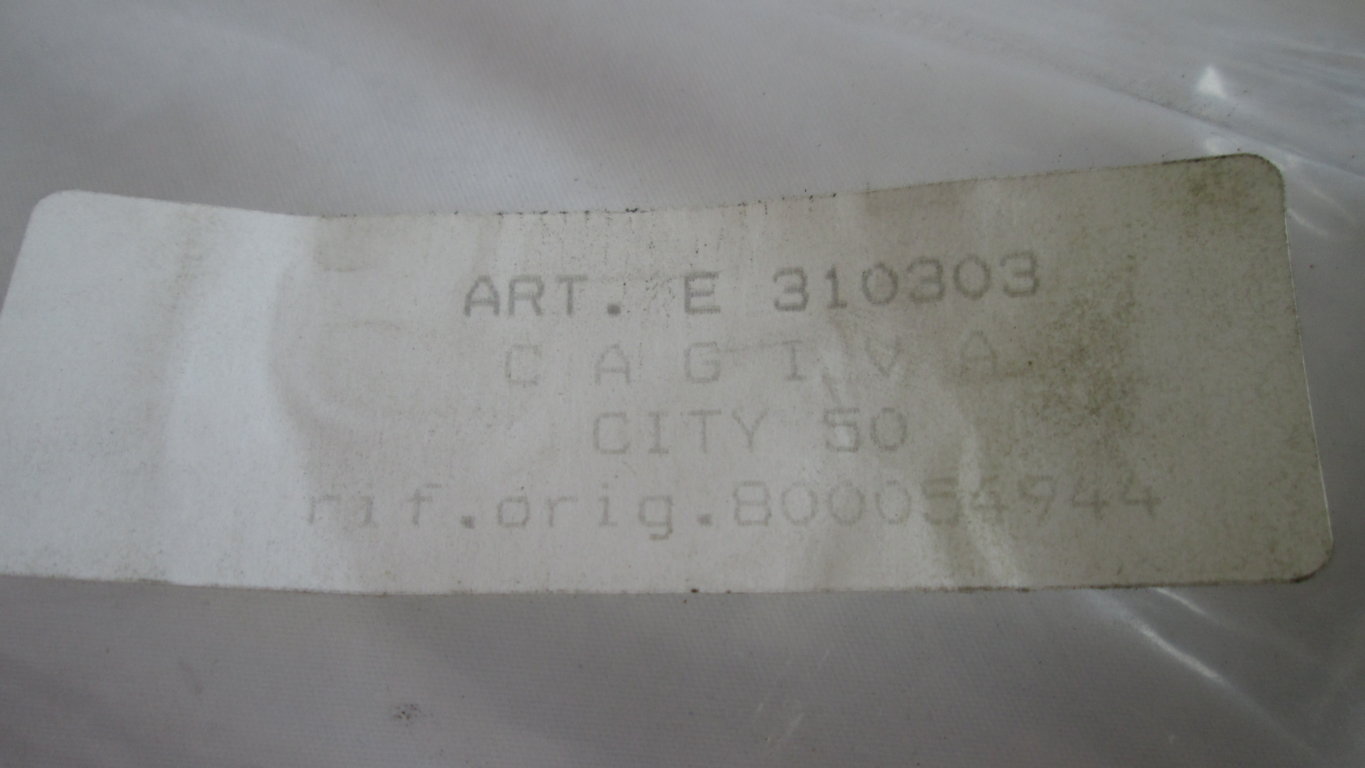 ART. E 310303
C A G I V A
CITY 50
rif.orig.800054944